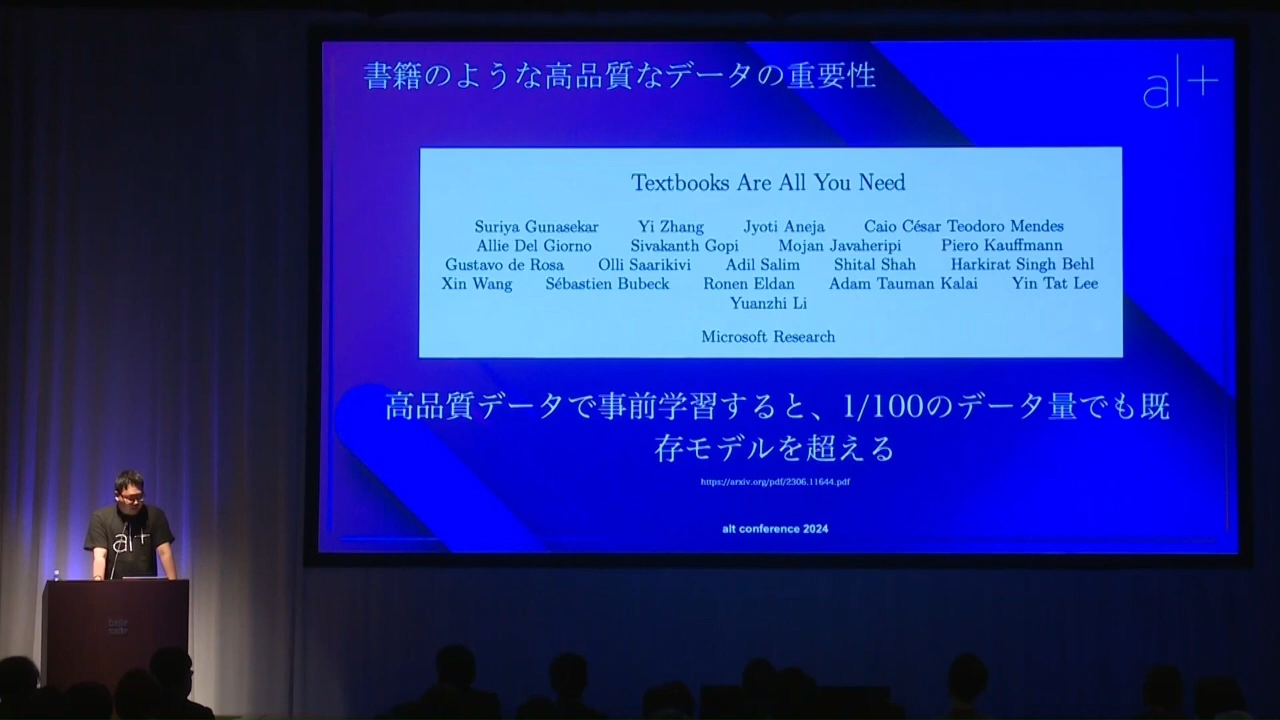 書籍のような高品質なデータの重要性
al+
Textbooks Are All You Need
Suriya Gunasekar Yi Zhang Jyoti Aneja Caio César Teodoro Mendes
Allie Del Giorno Sivakanth Gopi Mojan Javaheripi Piero Kauffmann
Gustavo de Rosa Olli Saarikivi Adil Salim Shital Shah Harkirat Singh Behl
Xin Wang Sébastien Bubeck Ronen Eldan Adam Tauman Kalai Yin Tat Lee
Yuanzhi Li
Microsoft Research
高品質データで事前学習すると、1/100のデータ量でも既
存モデルを超える
https://arxiv.org/pdf/2306.11644.pdf
alt conference 2024
al+